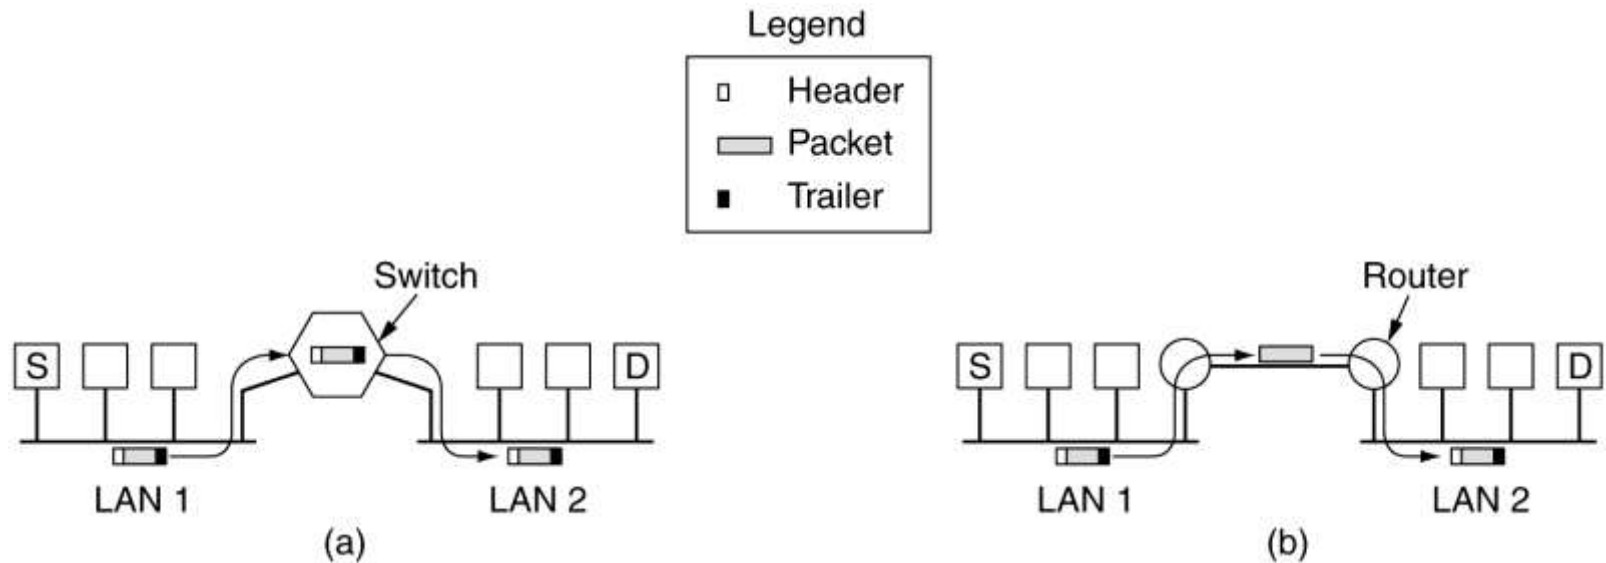 Legend
Header
Packet
Trailer
Switch
S
D
LAN 1
LAN 2
(a)
Router
S
D
LAN 1
LAN 2
(b)